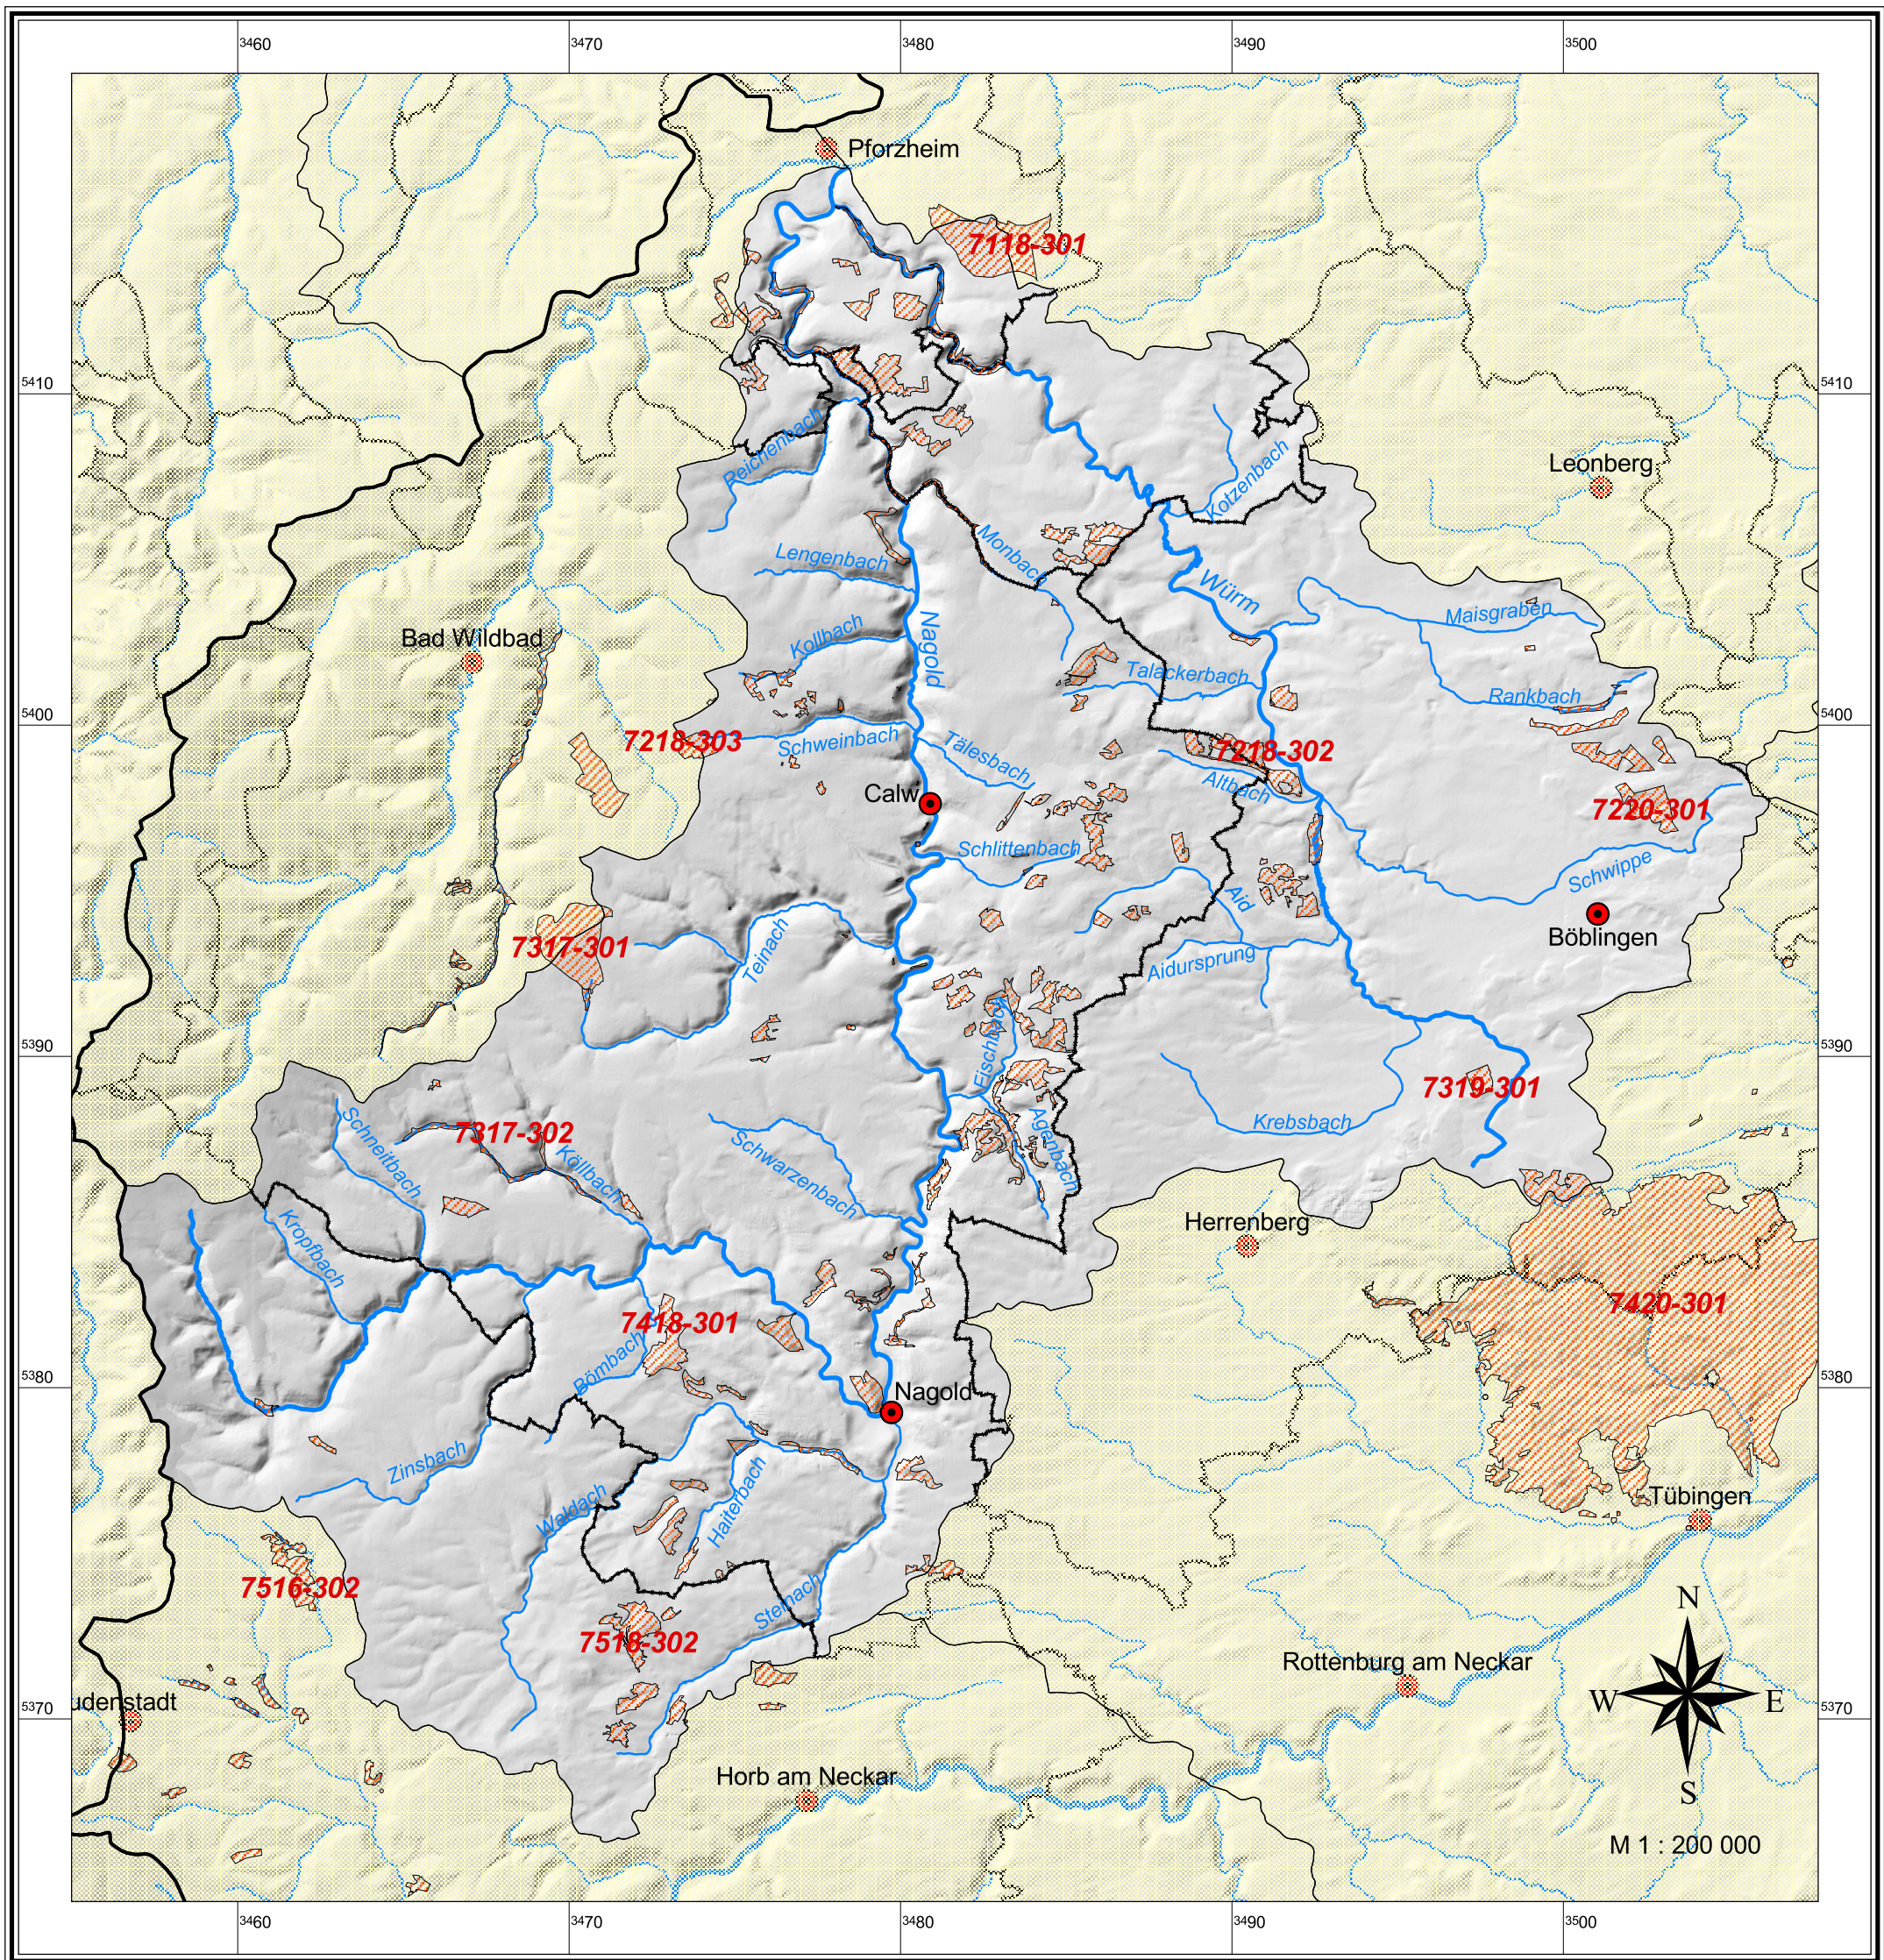 3460
3470
3480
3490
3500
Pforzheim
7118-301
5410
5410
Reichenbach
Kotzenbach
Leonberg
Monbach
Lengenbach
Würm
Maisgraben
Nagold
Kollbach
Bad Wildbad
Talackerbach
Rankbach
5400
5400
7218-303
Schweinbach
Tälesbach
7218-302
Altbach
Calw
7220-301
Schlittenbach
Schwippe
Aid
Böblingen
7317-301
Teinach
Aidursprung
5390
5390
Eischbach
7319-301
Schneitbach
7317-302
Köllbach
Agenbach
Krebsbach
Schwarzenbach
Kropfbach
Herrenberg
7420-301
7418-301
Bömbach
5380
5380
Nagold
Zinsbach
Waldach
Haiterbach
Tübingen
7516-302
Steinach
7518-302
N
W
E
S
Rottenburg am Neckar
udenstadt
5370
5370
Horb am Neckar
M 1 : 200 000
3460
3470
3480
3490
3500